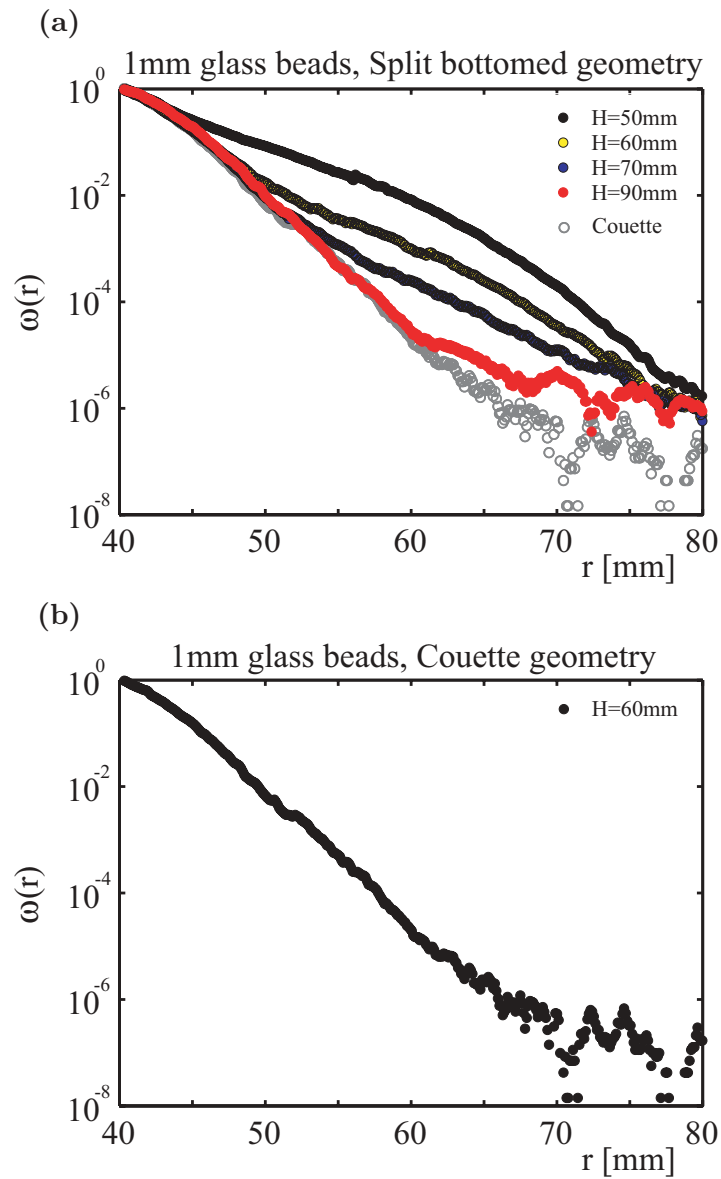 (a)
1mm glass beads, Split bottomed geometry
10^0
10^-2
10^-4
10^-6
10^-8
ω(r)
H=50mm
H=60mm
H=70mm
H=90mm
Couette
40
50
60
70
80
r [mm]
(b)
1mm glass beads, Couette geometry
10^0
10^-2
10^-4
10^-6
10^-8
ω(r)
H=60mm
40
50
60
70
80
r [mm]